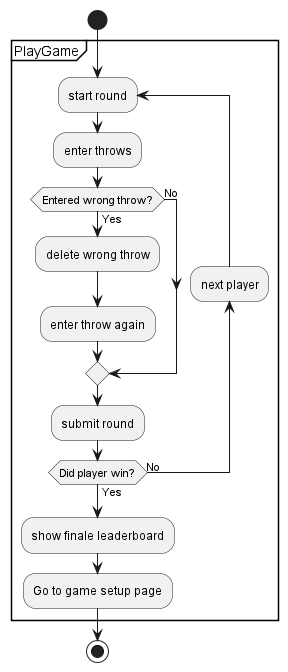 PlayGame
start round
enter throws
Entered wrong throw?
No
Yes
delete wrong throw
next player
enter throw again
submit round
Did player win?
No
Yes
show finale leaderboard
Go to game setup page